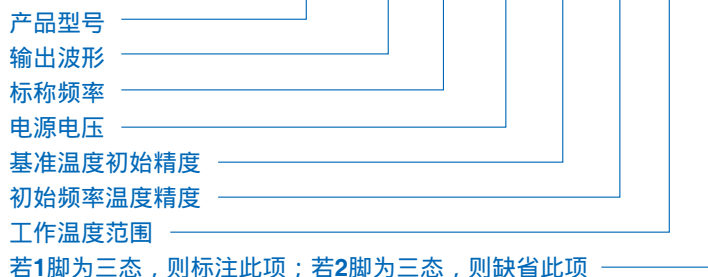 产品型号
输出波形
标称频率
电源电压
基准温度初始精度
初始频率温度精度
工作温度范围
若1脚为三态，则标注此项；若2脚为三态，则缺省此项